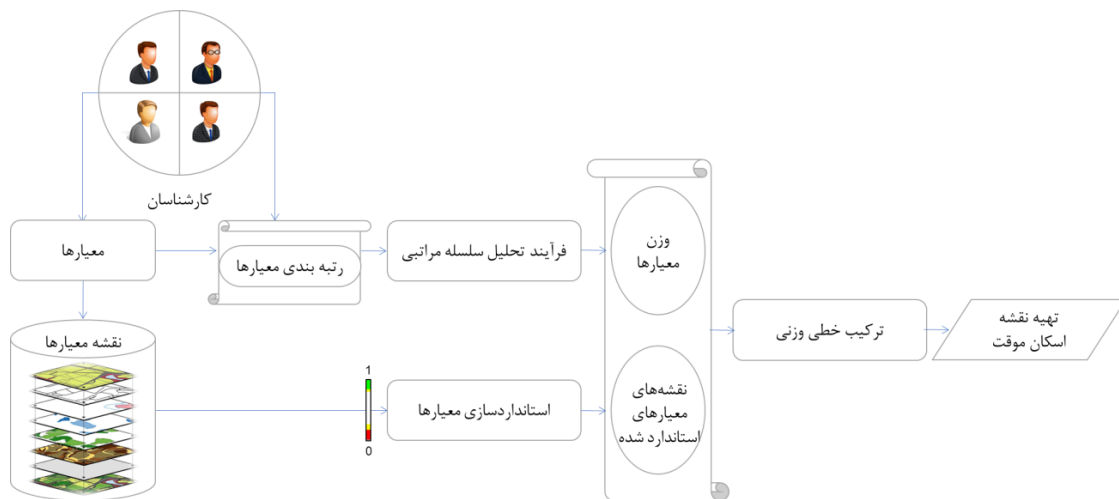 کارشناسان
معیارها
رتبه بندی معیارها
فرآیند تحلیل سلسله مراتبی
وزن
معیارها
نقشه معیارها
1
0
استانداردسازی معیارها
نقشه‌های
معیارهای
استاندارد شده
ترکیب خطی وزنی
تهیه نقشه
اسکان موقت